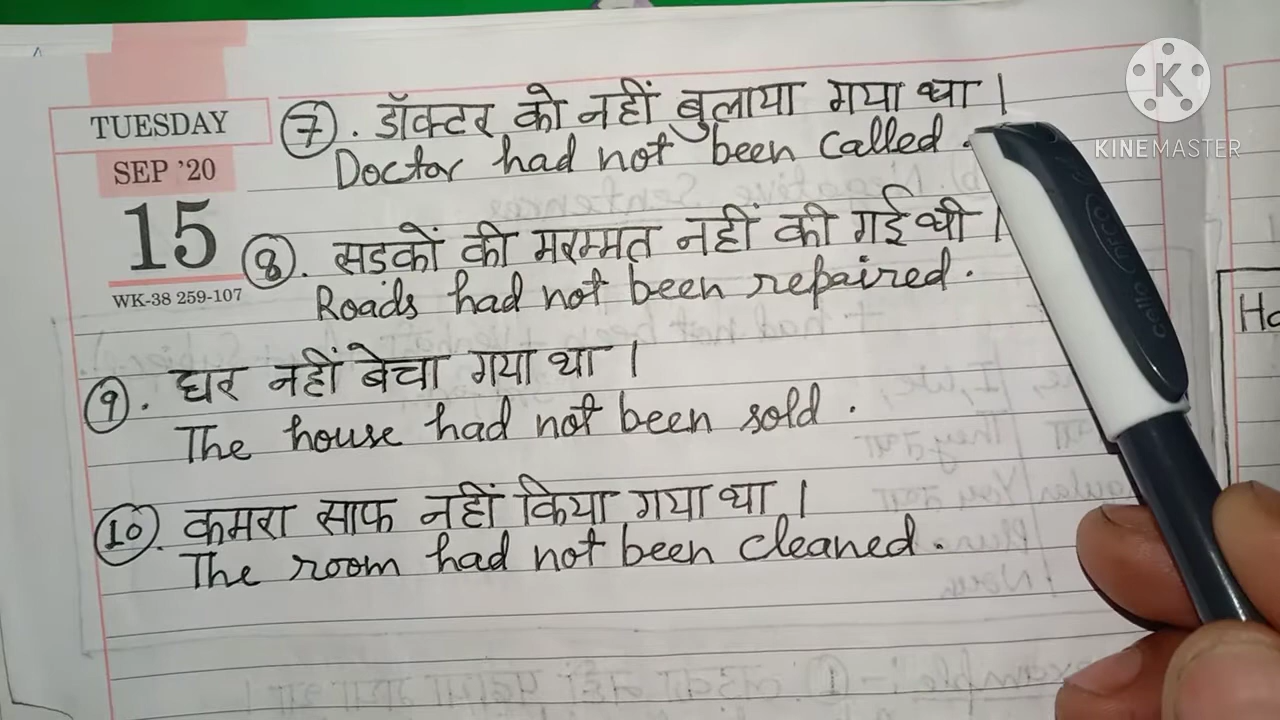 TUESDAY
SEP '20
15
WK-38 259-107
7. डॉक्टर को नहीं बुलाया गया था ।
Doctor had not been called.
8. सड़कों की मरम्मत नहीं की गई थी ।
Roads had not been repaired.
9. घर नहीं बेचा गया था ।
The house had not been sold.
10. कमरा साफ नहीं किया गया था ।
The room had not been cleaned.
K
KINEMASTER
Ha